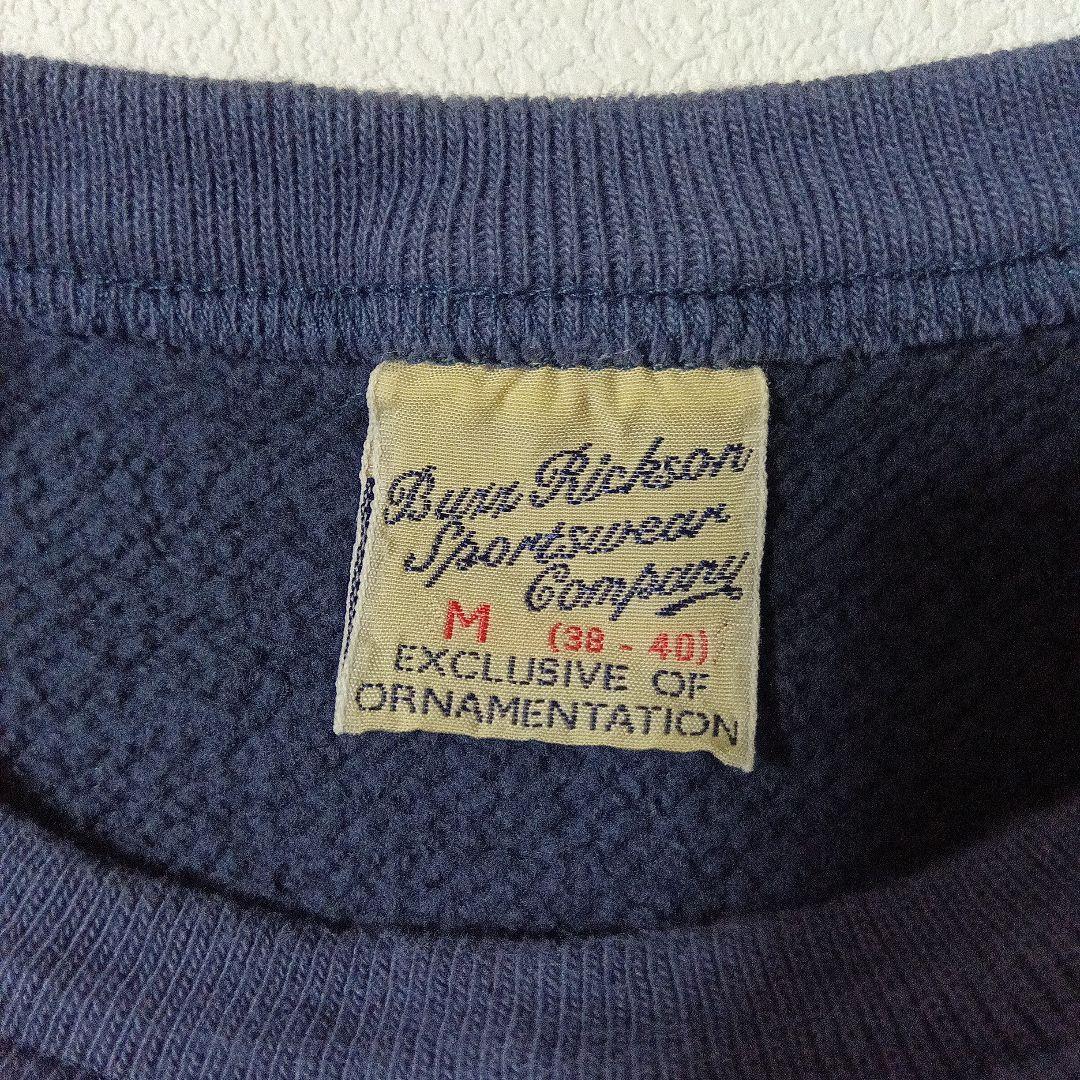 Buzz Rickson
Sportswear
Company
M (38 - 40)
EXCLUSIVE OF
ORNAMENTATION